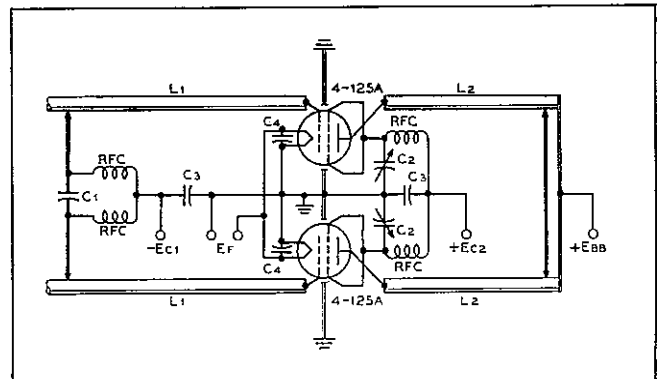 L1
4-125A
L2
RFC
C4
RFC
C2
C1
C3
C3
RFC
C2
-EC1
EF
+EC2
+EBB
C4
RFC
L1
4-125A
L2